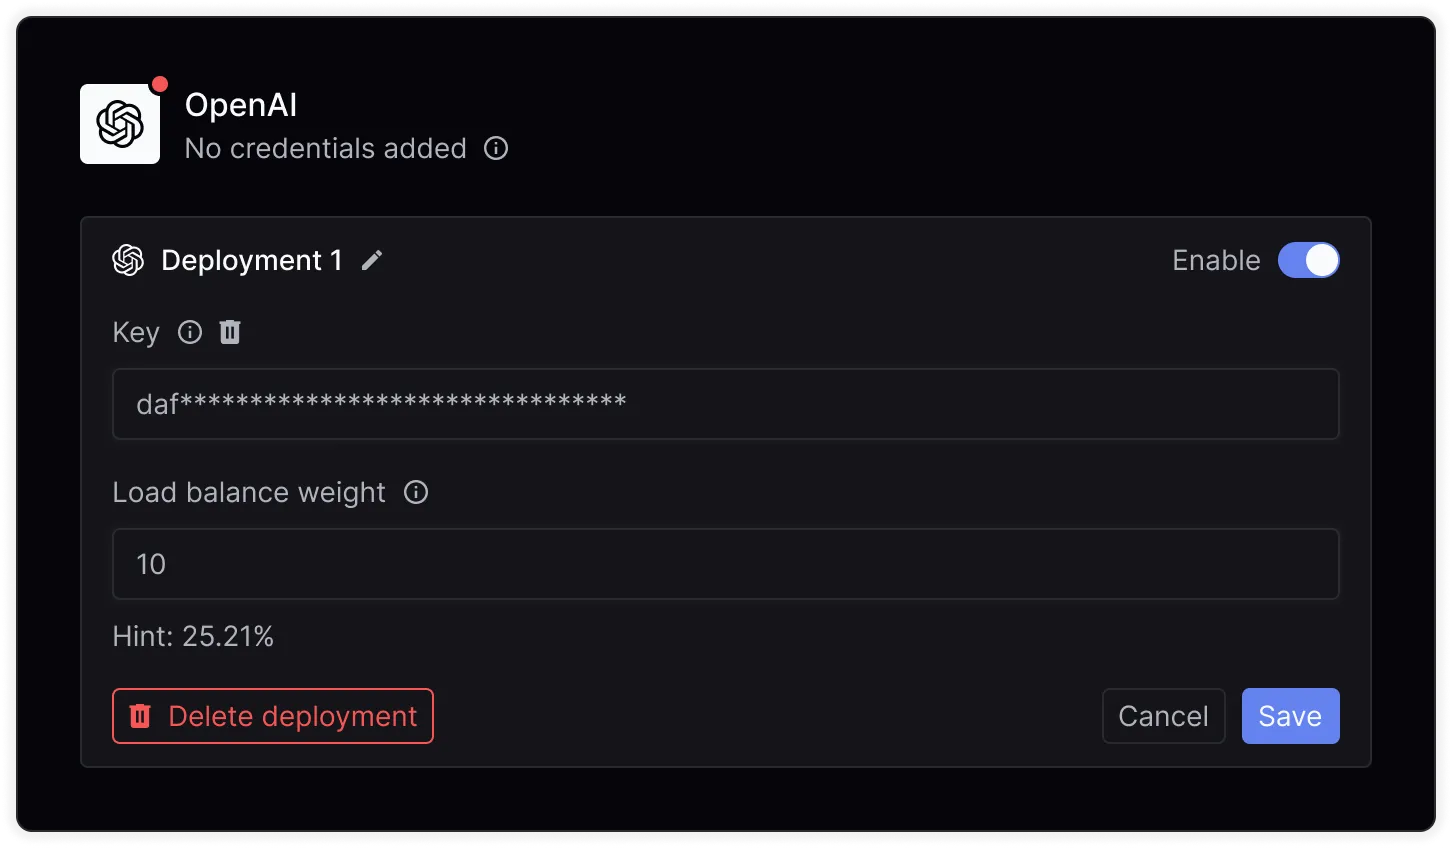 OpenAI
No credentials added
Deployment 1
Enable
Key
daf********************************
Load balance weight
10
Hint: 25.21%
Delete deployment
Cancel
Save